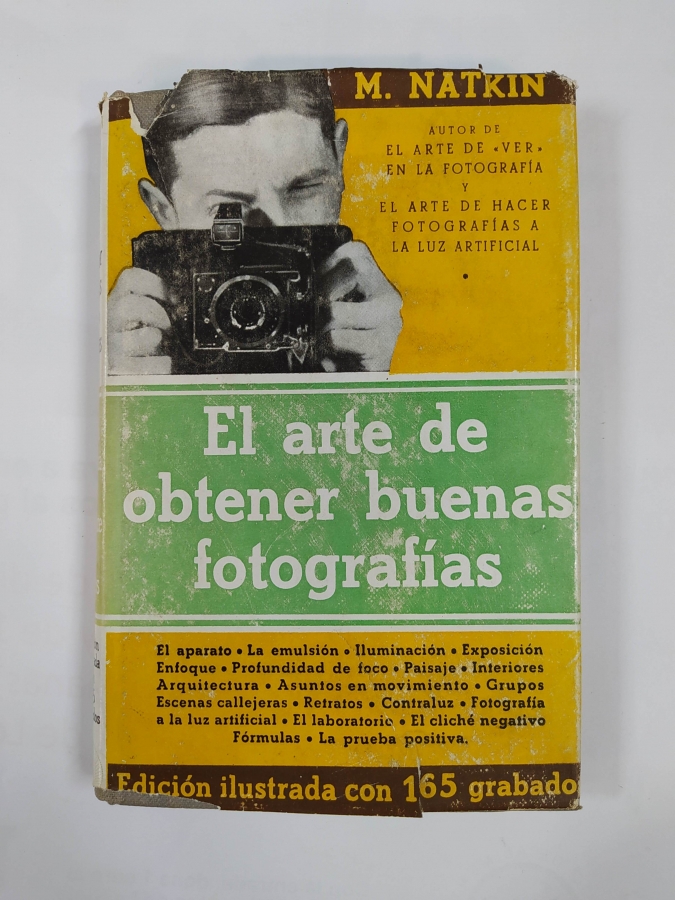 M. NATKIN
AUTOR DE
EL ARTE DE «VER»
EN LA FOTOGRAFÍA
Y
EL ARTE DE HACER
FOTOGRAFÍAS A
LA LUZ ARTIFICIAL
El arte de
obtener buenas
fotografías
El aparato • La emulsión • Iluminación • Exposición
Enfoque • Profundidad de foco • Paisaje • Interiores
Arquitectura • Asuntos en movimiento • Grupos
Escenas callejeras • Retratos • Contraluz • Fotografía
a la luz artificial • El laboratorio • El cliché negativo
Fórmulas • La prueba positiva.
Edición ilustrada con 165 grabado